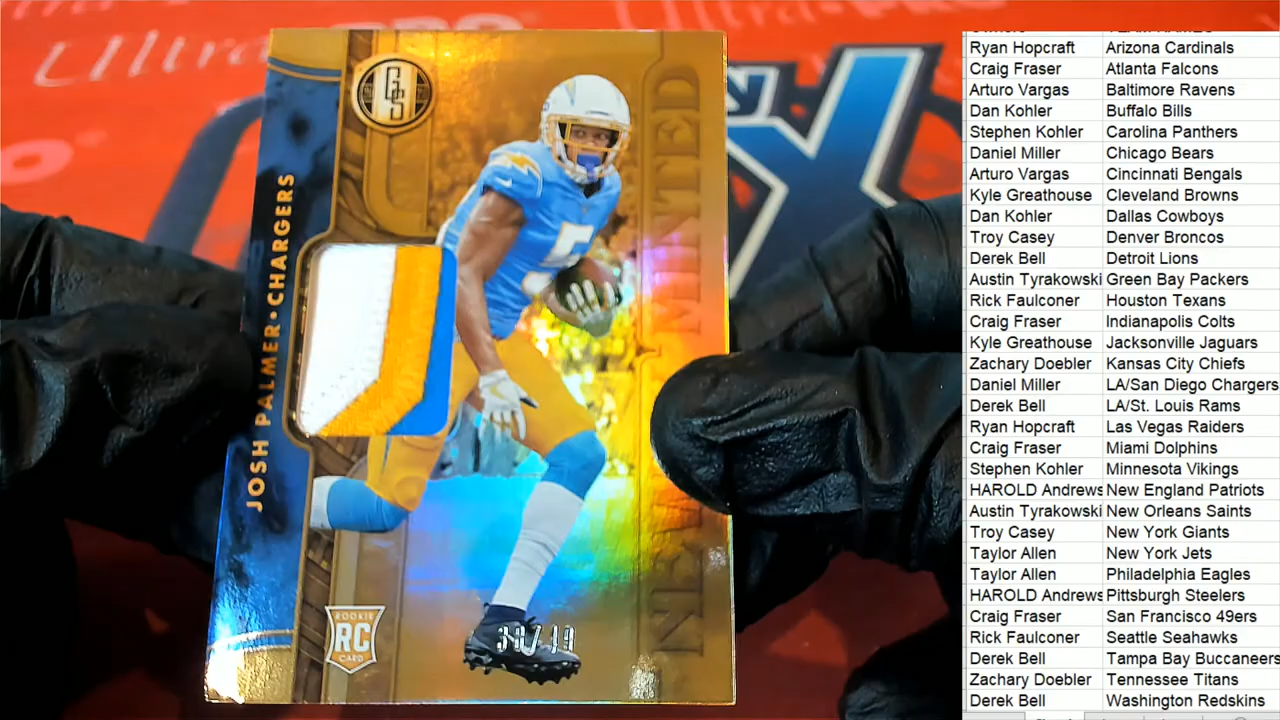 Ultra-PRO
JOSH PALMER • CHARGERS
GS
NEWLY MINTED
5
ROOKIE
RC
CARD
Ryan Hopcraft Arizona Cardinals
Craig Fraser Atlanta Falcons
Arturo Vargas Baltimore Ravens
Dan Kohler Buffalo Bills
Stephen Kohler Carolina Panthers
Daniel Miller Chicago Bears
Arturo Vargas Cincinnati Bengals
Kyle Greathouse Cleveland Browns
Dan Kohler Dallas Cowboys
Troy Casey Denver Broncos
Derek Bell Detroit Lions
Austin Tyrakowski Green Bay Packers
Rick Faulconer Houston Texans
Craig Fraser Indianapolis Colts
Kyle Greathouse Jacksonville Jaguars
Zachary Doebler Kansas City Chiefs
Daniel Miller LA/San Diego Chargers
Derek Bell LA/St. Louis Rams
Ryan Hopcraft Las Vegas Raiders
Craig Fraser Miami Dolphins
Stephen Kohler Minnesota Vikings
HAROLD Andrews New England Patriots
Austin Tyrakowski New Orleans Saints
Troy Casey New York Giants
Taylor Allen New York Jets
Taylor Allen Philadelphia Eagles
HAROLD Andrews Pittsburgh Steelers
Craig Fraser San Francisco 49ers
Rick Faulconer Seattle Seahawks
Derek Bell Tampa Bay Buccaneers
Zachary Doebler Tennessee Titans
Derek Bell Washington Redskins